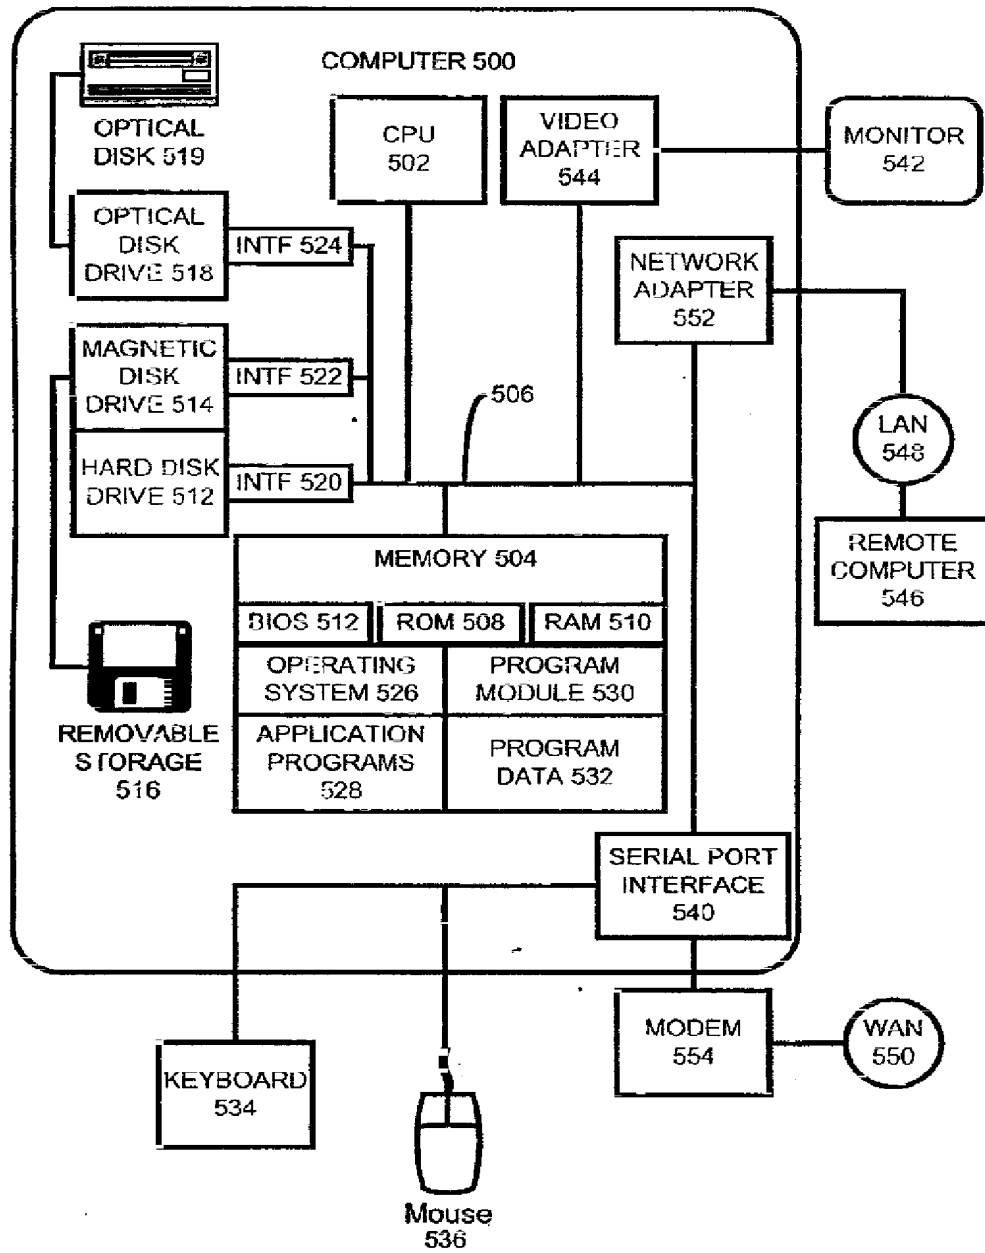 COMPUTER 500
OPTICAL
DISK 519
CPU
502
VIDEO
ADAPTER
544
MONITOR
542
OPTICAL
DISK
DRIVE 518
INTF 524
NETWORK
ADAPTER
552
MAGNETIC
DISK
DRIVE 514
INTF 522
506
LAN
548
HARD DISK
DRIVE 512
INTF 520
REMOTE
COMPUTER
546
MEMORY 504
BIOS 512
ROM 508
RAM 510
OPERATING
SYSTEM 526
PROGRAM
MODULE 530
REMOVABLE
STORAGE
516
APPLICATION
PROGRAMS
528
PROGRAM
DATA 532
SERIAL PORT
INTERFACE
540
MODEM
554
WAN
550
KEYBOARD
534
Mouse
536